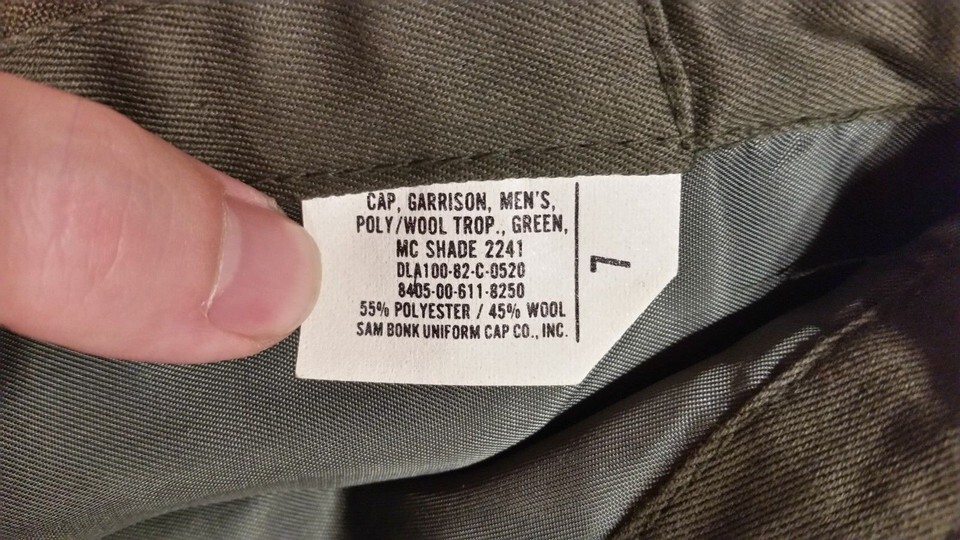 CAP, GARRISON, MEN'S,
POLY/WOOL TROP., GREEN,
MC SHADE 2241
DLA100-82-C-0520
8405-00-611-8250
55% POLYESTER / 45% WOOL
SAM BONK UNIFORM CAP CO., INC.
7